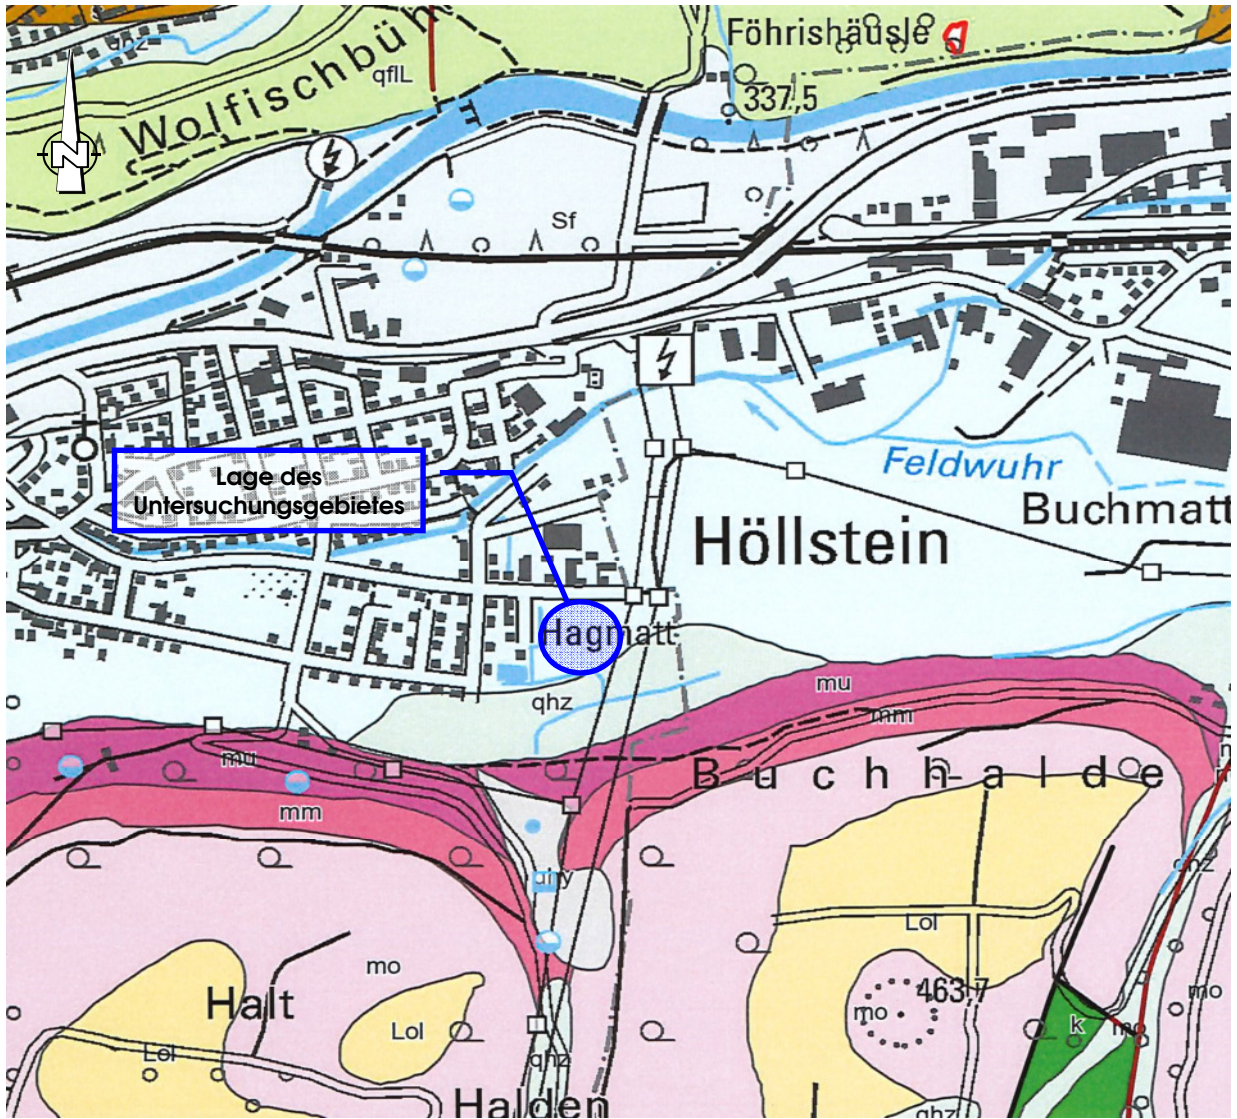 Föhrishäusle
qhz
Wolfischbüh
qflL
337,5
N
Sf
Lage des
Untersuchungsgebietes
Feldwuhr
Buchmatt
Höllstein
Hagmatt
qhz
mu
mm
mu
Buchhalde
mm
qhz
Lol
mo
Halt
463,7
mo
mo
Lol
k
mo
Lol
qhz
Halden
qhz